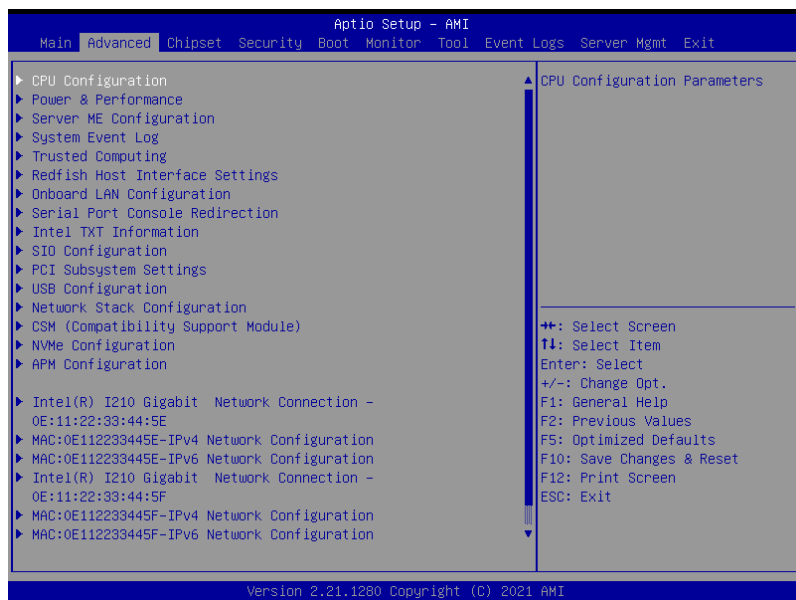 Aptio Setup – AMI
Main Advanced Chipset Security Boot Monitor Tool Event Logs Server Mgmt Exit
CPU Configuration
Power & Performance
Server ME Configuration
System Event Log
Trusted Computing
Redfish Host Interface Settings
Onboard LAN Configuration
Serial Port Console Redirection
Intel TXT Information
SIO Configuration
PCI Subsystem Settings
USB Configuration
Network Stack Configuration
CSM (Compatibility Support Module)
NVMe Configuration
APM Configuration
Intel(R) I210 Gigabit  Network Connection –
0E:11:22:33:44:5E
MAC:0E112233445E-IPv4 Network Configuration
MAC:0E112233445E-IPv6 Network Configuration
Intel(R) I210 Gigabit  Network Connection –
0E:11:22:33:44:5F
MAC:0E112233445F-IPv4 Network Configuration
MAC:0E112233445F-IPv6 Network Configuration
CPU Configuration Parameters
→←: Select Screen
↑↓: Select Item
Enter: Select
+/-: Change Opt.
F1: General Help
F2: Previous Values
F5: Optimized Defaults
F10: Save Changes & Reset
F12: Print Screen
ESC: Exit
Version 2.21.1280 Copyright (C) 2021 AMI